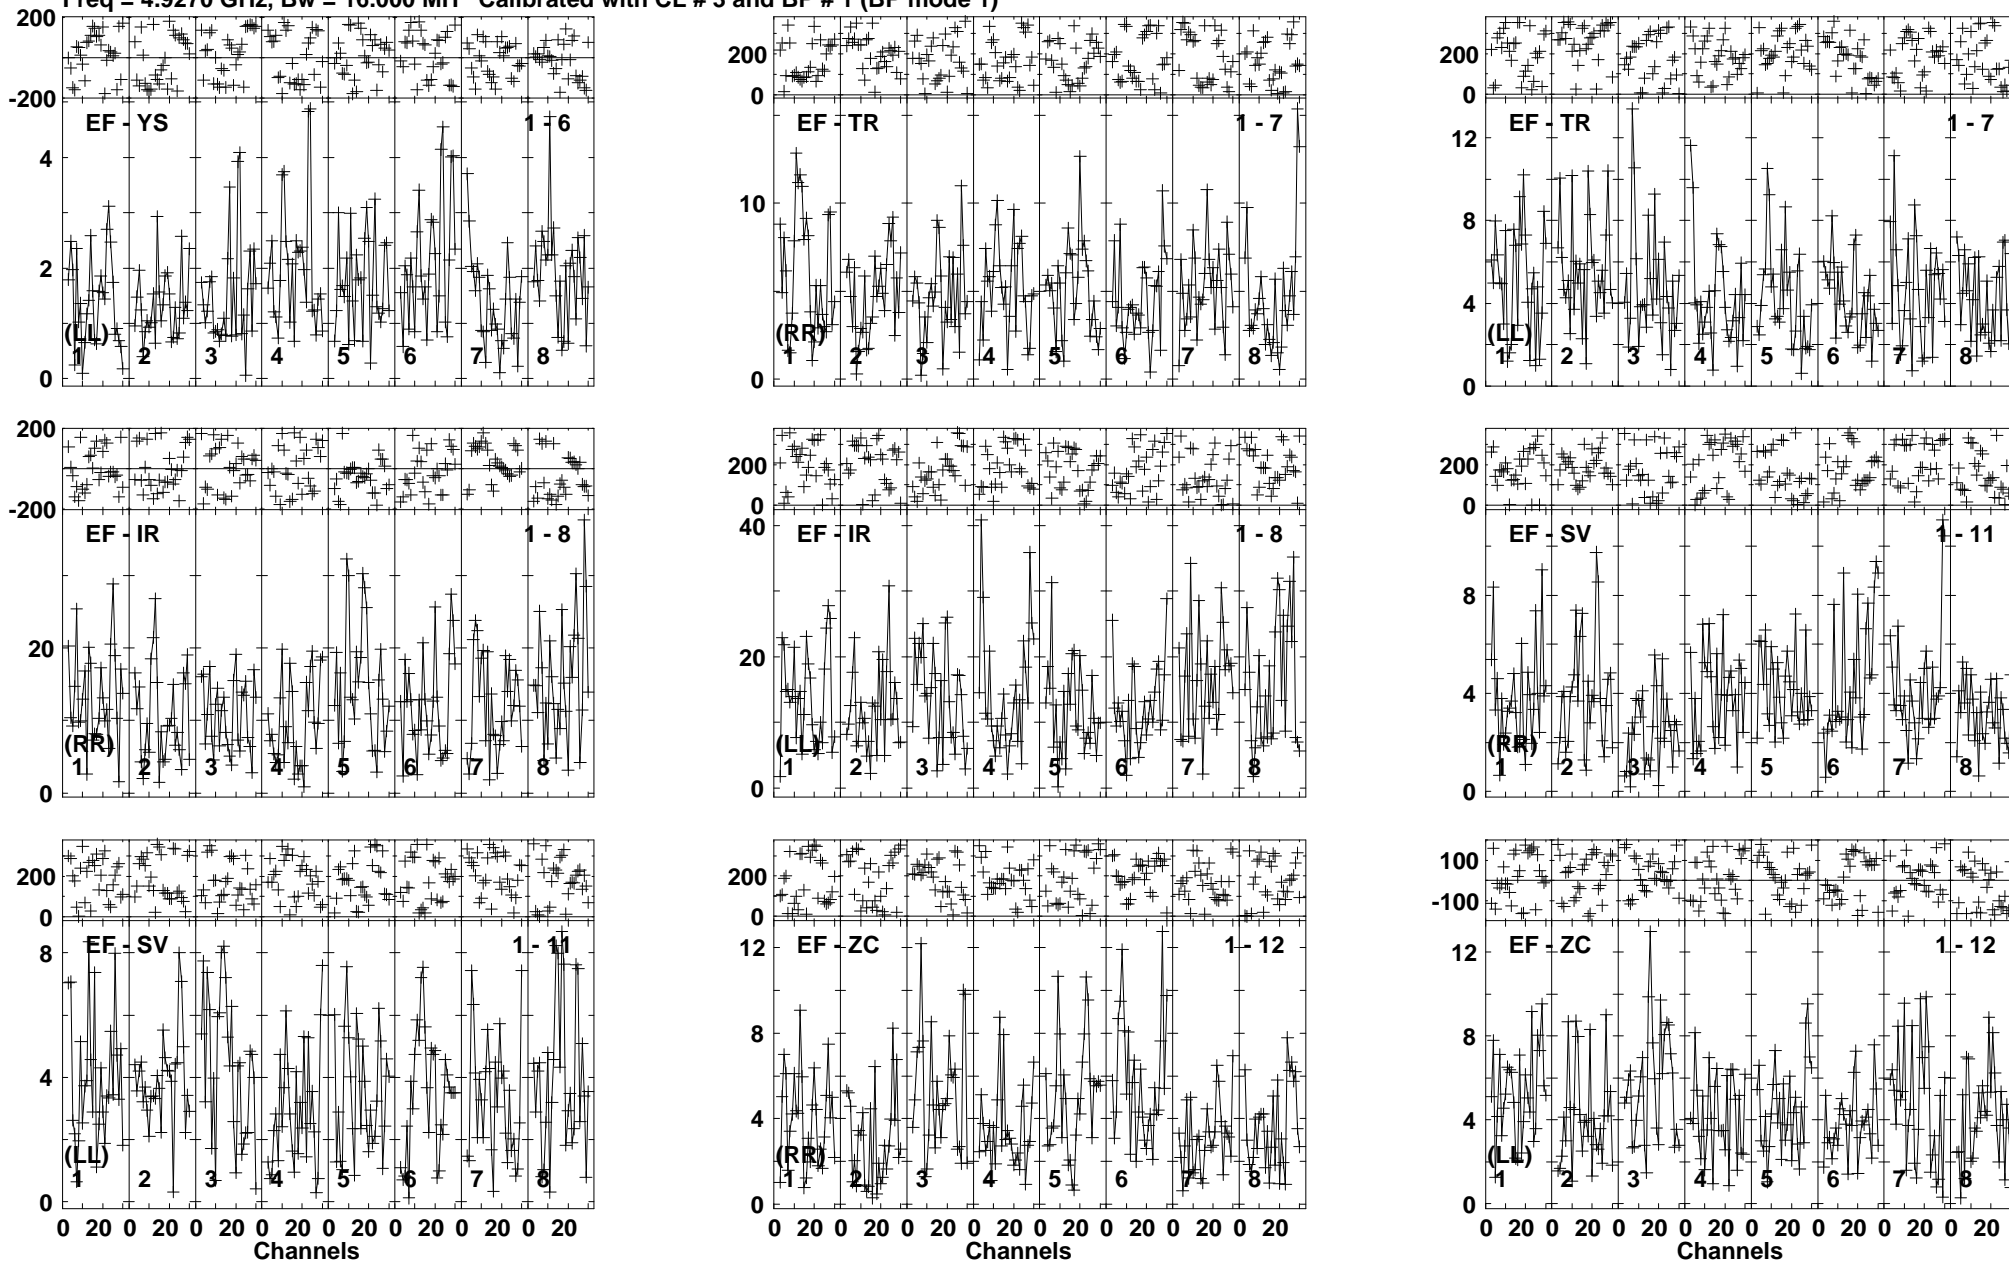 Freq = 4.9270 GHz, Bw = 16.000 MH Calibrated with CL # 3 and BP # 1 (BP mode 1)
200
-200
EF - YS 1 - 6
4
2
0
(LL)
1 2 3 4 5 6 7 8
200
0
EF - TR 1 - 7
10
0
(RR)
1 2 3 4 5 6 7 8
200
0
EF - TR 1 - 7
12
8
4
0
(LL)
1 2 3 4 5 6 7 8
200
-200
EF - IR 1 - 8
20
0
(RR)
1 2 3 4 5 6 7 8
200
0
EF - IR 1 - 8
40
20
0
(LL)
1 2 3 4 5 6 7 8
200
0
EF - SV 1 - 11
8
4
0
(RR)
1 2 3 4 5 6 7 8
200
0
EF - SV 1 - 11
8
4
0
(LL)
1 2 3 4 5 6 7 8
0 20 0 20 0 20 0 20 0 20 0 20 0 20 0 20
Channels
200
0
EF - ZC 1 - 12
12
8
4
0
(RR)
1 2 3 4 5 6 7 8
0 20 0 20 0 20 0 20 0 20 0 20 0 20 0 20
Channels
100
-100
EF - ZC 1 - 12
12
8
4
0
(LL)
1 2 3 4 5 6 7 8
0 20 0 20 0 20 0 20 0 20 0 20 0 20 0 20
Channels